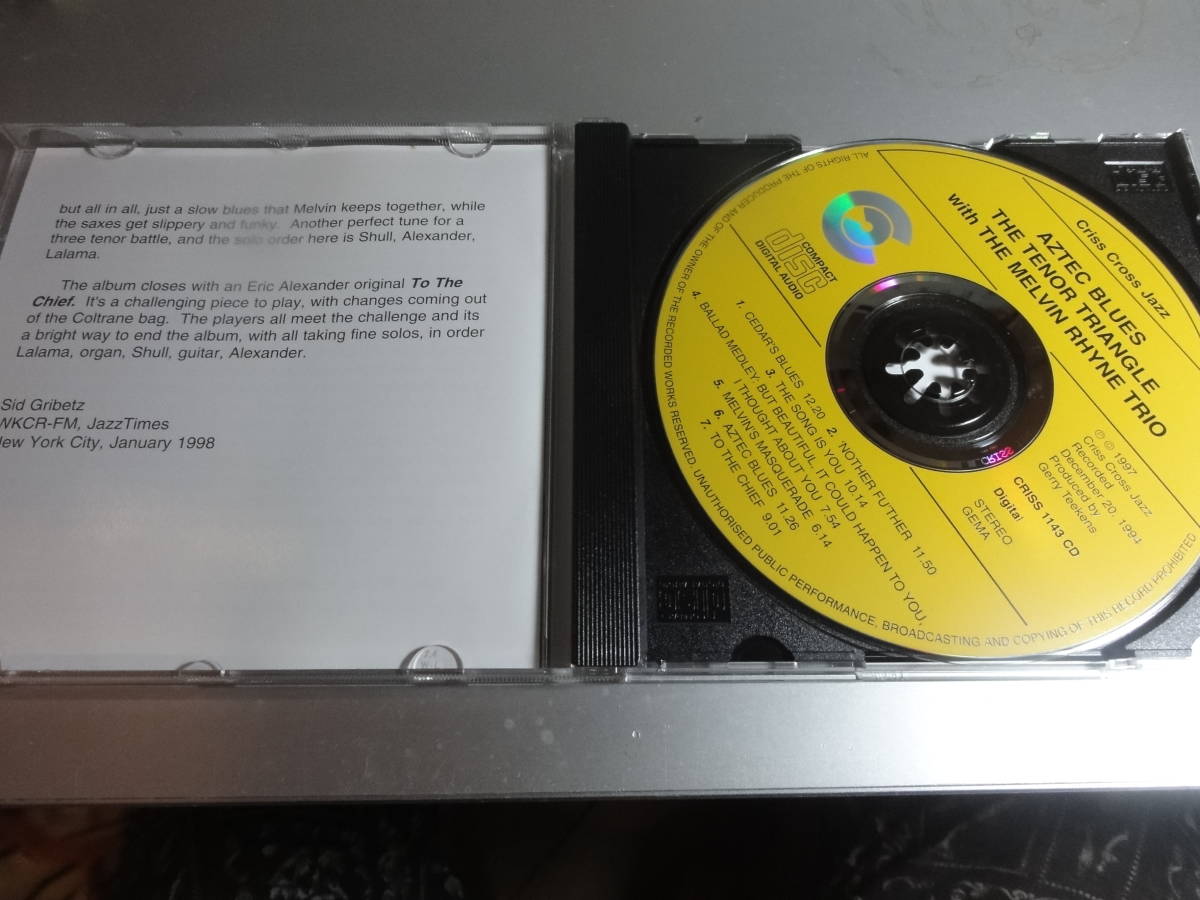 but all in all, just a slow blues that Melvin keeps together, while
the saxes get slippery and funky. Another perfect tune for a
three tenor battle, and the solo order here is Shull, Alexander,
Lalama.
The album closes with an Eric Alexander original To The
Chief. It's a challenging piece to play, with changes coming out
of the Coltrane bag. The players all meet the challenge and its
a bright way to end the album, with all taking fine solos, in order
Lalama, organ, Shull, guitar, Alexander.
Sid Gribetz
WKCR-FM, JazzTimes
New York City, January 1998
Criss Cross Jazz
AZTEC BLUES
THE TENOR TRIANGLE
with THE MELVIN RHYNE TRIO
COMPACT
disc
DIGITAL AUDIO
1. CEDAR'S BLUES 12.20 2. 'NOTHER FUTHER 11.50
3. THE SONG IS YOU 10.14
4. BALLAD MEDLEY: BUT BEAUTIFUL, IT COULD HAPPEN TO YOU,
I THOUGHT ABOUT YOU 7.54
5. MELVIN'S MASQUERADE 6.14
6. AZTEC BLUES 11.26
7. TO THE CHIEF 9.01
℗ © 1997
Criss Cross Jazz
Recorded
December 20, 1994
Produced by
Gerry Teekens
CRISS 1143 CD
Digital
STEREO
GEMA
CRISS
ALL RIGHTS OF THE PRODUCER AND OF THE OWNER OF THE RECORDED WORKS RESERVED. UNAUTHORISED PUBLIC PERFORMANCE, BROADCASTING AND COPYING OF THIS RECORD PROHIBITED